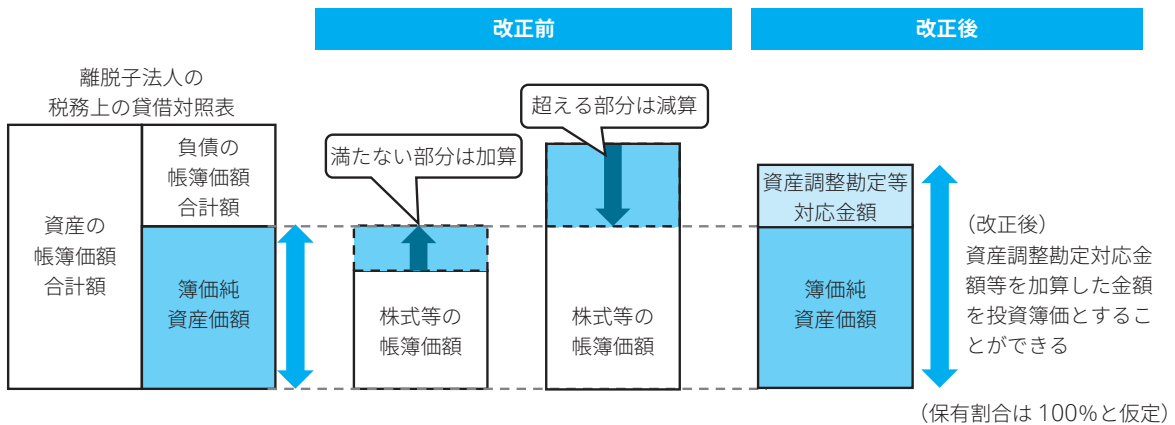 改正前
改正後
離脱子法人の
税務上の貸借対照表
資産の
帳簿価額
合計額
負債の
帳簿価額
合計額
簿価純
資産価額
満たない部分は加算
株式等の
帳簿価額
超える部分は減算
株式等の
帳簿価額
資産調整勘定等
対応金額
簿価純
資産価額
（改正後）
資産調整勘定対応金
額等を加算した金額
を投資簿価とするこ
とができる
（保有割合は 100％と仮定）